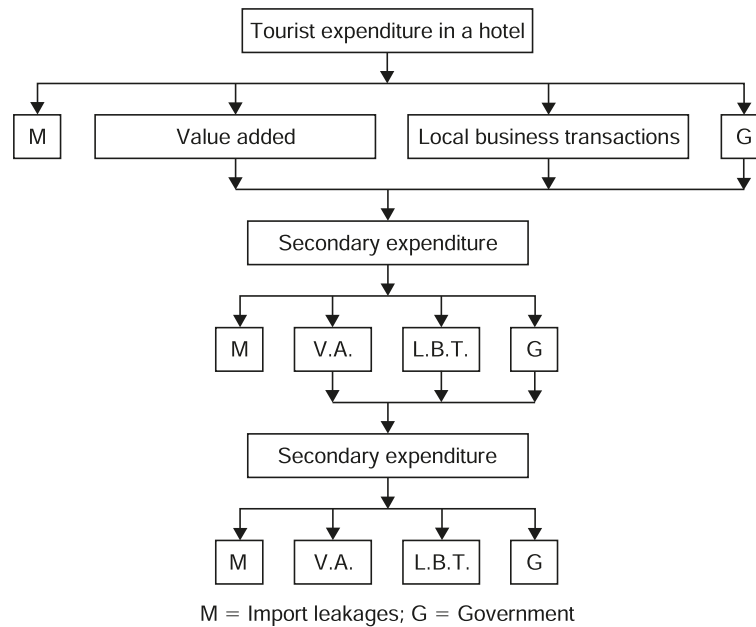 Tourist expenditure in a hotel
M
Value added
Local business transactions
G
Secondary expenditure
M
V.A.
L.B.T.
G
Secondary expenditure
M
V.A.
L.B.T.
G
M = Import leakages; G = Government